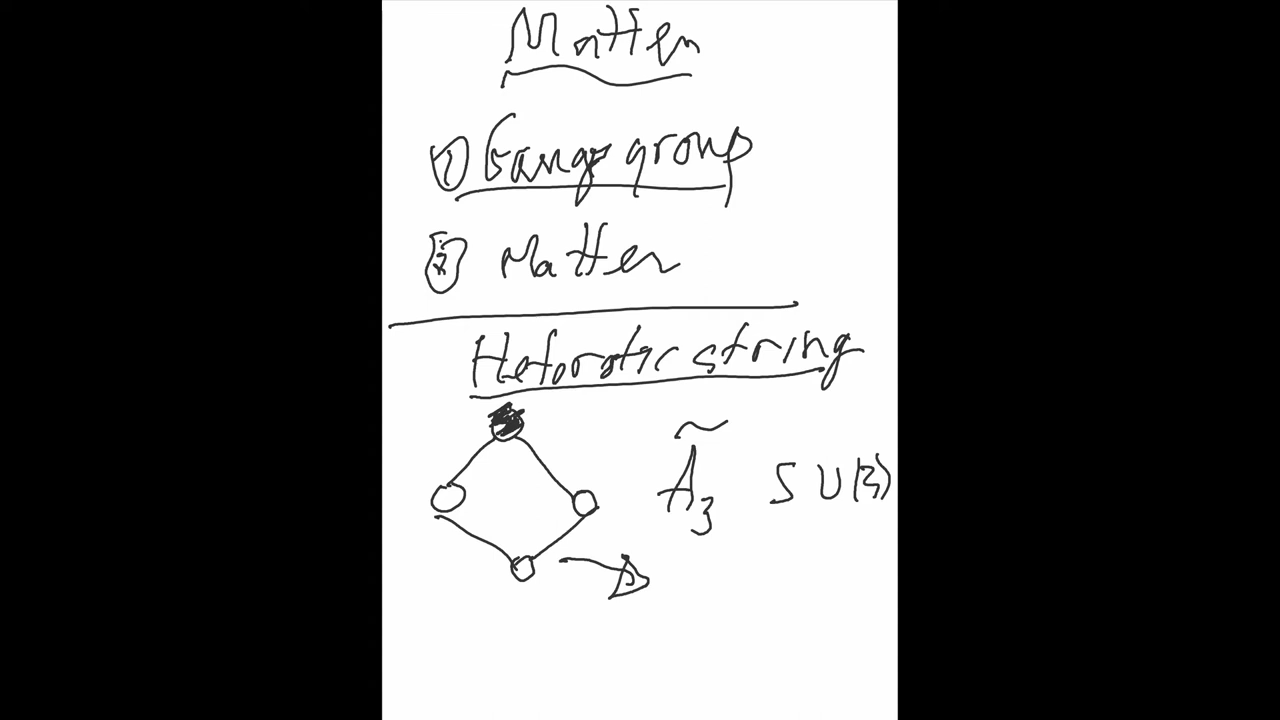 Matter
① Gauge group
② Matter
Heterotic string
Ã₃ SU(3)